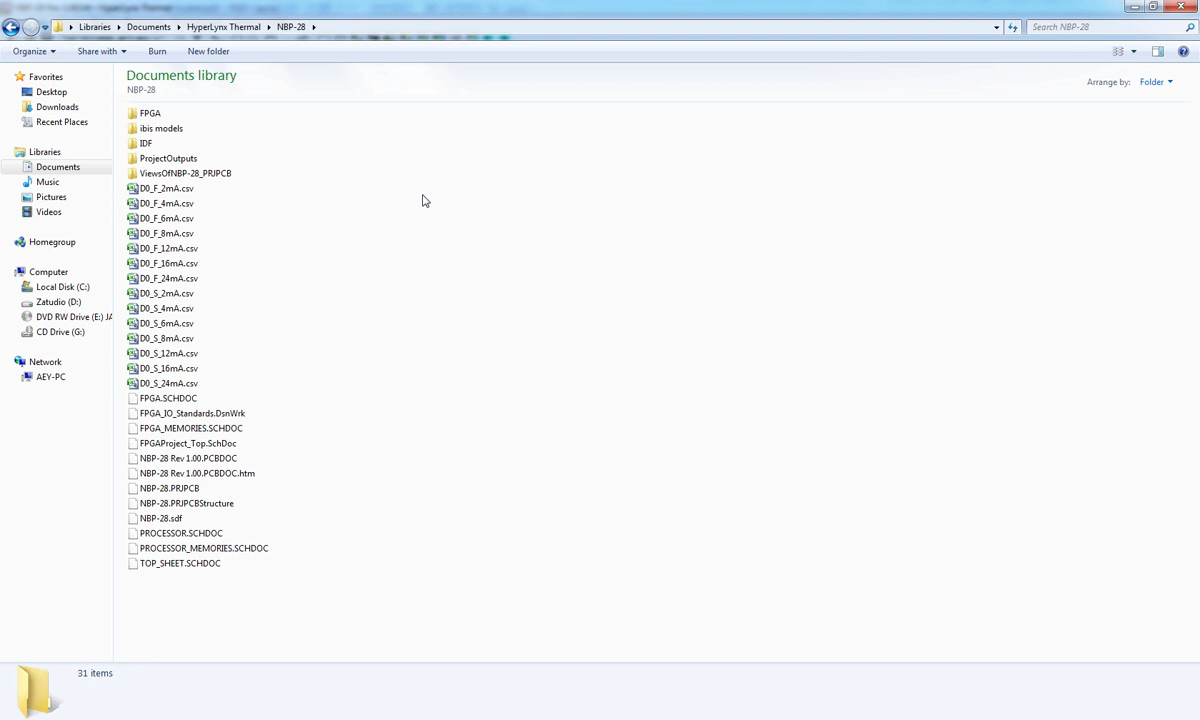 Libraries Documents HyperLynx Thermal NBP-28
Search NBP-28
Organize Share with Burn New folder
Favorites
Desktop
Downloads
Recent Places
Libraries
Documents
Music
Pictures
Videos
Homegroup
Computer
Local Disk (C:)
Zatudio (D:)
DVD RW Drive (E:) JA
CD Drive (G:)
Network
AEY-PC
Documents library
NBP-28
Arrange by: Folder
FPGA
ibis models
IDF
ProjectOutputs
ViewsOfNBP-28_PRJPCB
D0_F_2mA.csv
D0_F_4mA.csv
D0_F_6mA.csv
D0_F_8mA.csv
D0_F_12mA.csv
D0_F_16mA.csv
D0_F_24mA.csv
D0_S_2mA.csv
D0_S_4mA.csv
D0_S_6mA.csv
D0_S_8mA.csv
D0_S_12mA.csv
D0_S_16mA.csv
D0_S_24mA.csv
FPGA.SCHDOC
FPGA_IO_Standards.DsnWrk
FPGA_MEMORIES.SCHDOC
FPGAProject_Top.SchDoc
NBP-28 Rev 1.00.PCBDOC
NBP-28 Rev 1.00.PCBDOC.htm
NBP-28.PRJPCB
NBP-28.PRJPCBStructure
NBP-28.sdf
PROCESSOR.SCHDOC
PROCESSOR_MEMORIES.SCHDOC
TOP_SHEET.SCHDOC
31 items